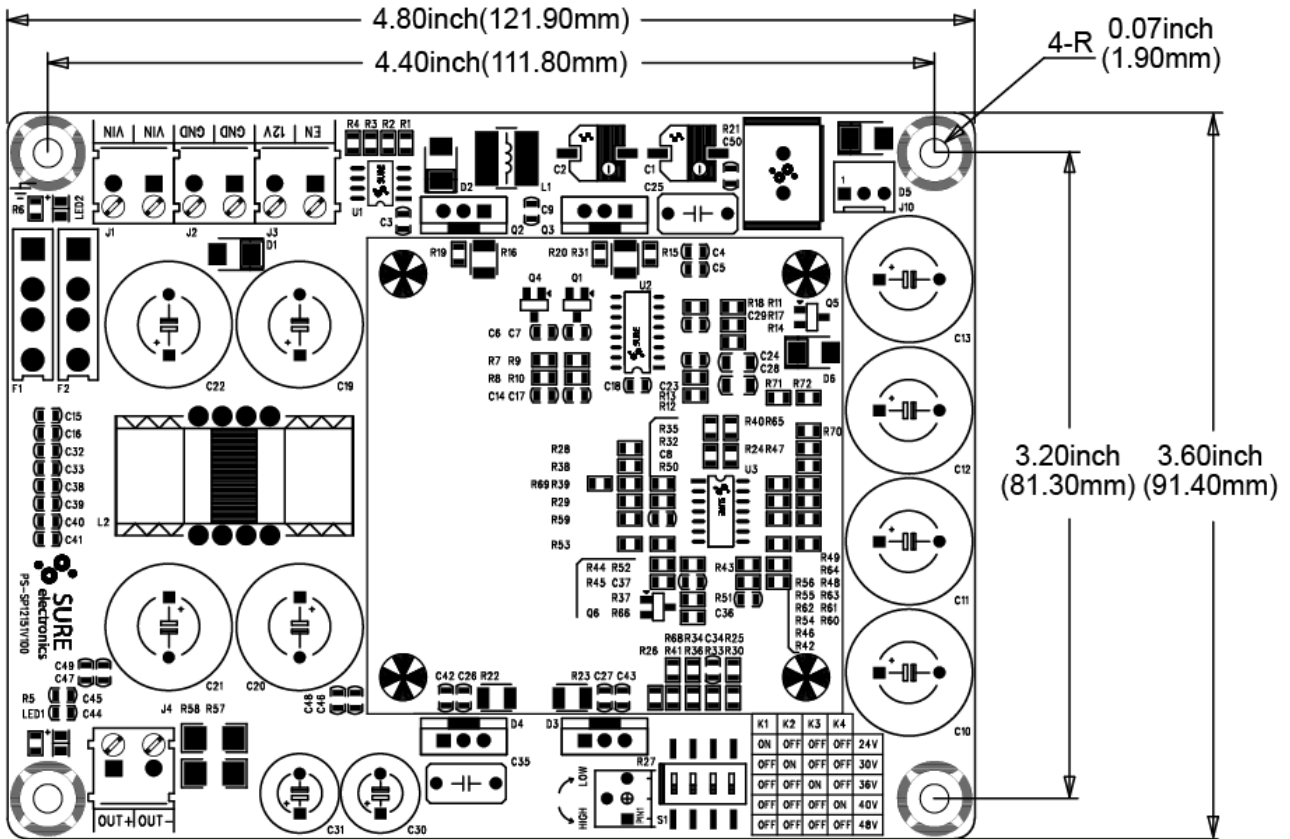 4.80inch(121.90mm)
4.40inch(111.80mm)
4-R 0.07inch
(1.90mm)
VIN VIN GND GND 12V EN
R4 R3 R2 R1
R21
C50
C2
C1
D2
L1
C25
1
D5
J10
R6
LED2
U1
SURE
C3
C9
Q2
Q3
J1
J2
J3
D1
R19
R16
R20 R31
R15
C4
C5
Q4
Q1
U2
R18 R11
C29 R17
R14
Q5
C6 C7
SURE
C13
R7 R9
R8 R10
C14 C17
C18
C23
R13
R12
C24
C28
D6
F1
F2
C22
C19
R71 R72
C15
C16
C32
C33
C38
C39
C40
C41
L2
R35
R32
C8
R50
R40 R65
R24 R47
R70
R28
R38
R69 R39
R29
R59
R53
U3
SURE
C12
3.20inch
(81.30mm)
3.60inch
(91.40mm)
R44 R52
R45 C37
R37
Q6 R66
R43
R51
C36
R49
R64
R56 R48
R55 R63
R62 R61
R54 R60
R46
R42
C11
SURE
electronics
PS-SP12151V100
R68 R34 C34 R25
R26 R41 R36 R33 R30
C49
C47
R5
C45
LED1
C44
C21
C20
C48
C46
C42 C26 R22
R23 C27 C43
J4
R58 R57
D4
D3
C35
R27
C10
LOW
HIGH
PIN1
S1
K1 K2 K3 K4
ON OFF OFF OFF 24V
OFF ON OFF OFF 30V
OFF OFF ON OFF 36V
OFF OFF OFF ON 40V
OFF OFF OFF OFF 48V
OUT+ OUT-
C31
C30